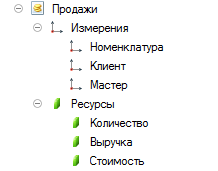 Продажи
Измерения
Номенклатура
Клиент
Мастер
Ресурсы
Количество
Выручка
Стоимость